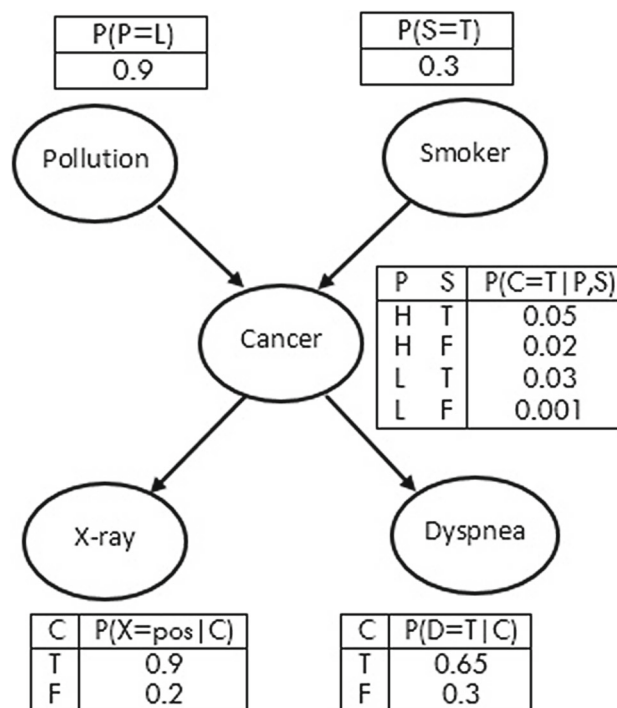 P(P=L)
0.9
P(S=T)
0.3
Pollution
Smoker
Cancer
P S P(C=T|P,S)
H T 0.05
H F 0.02
L T 0.03
L F 0.001
X-ray
Dyspnea
C P(X=pos|C)
T 0.9
F 0.2
C P(D=T|C)
T 0.65
F 0.3